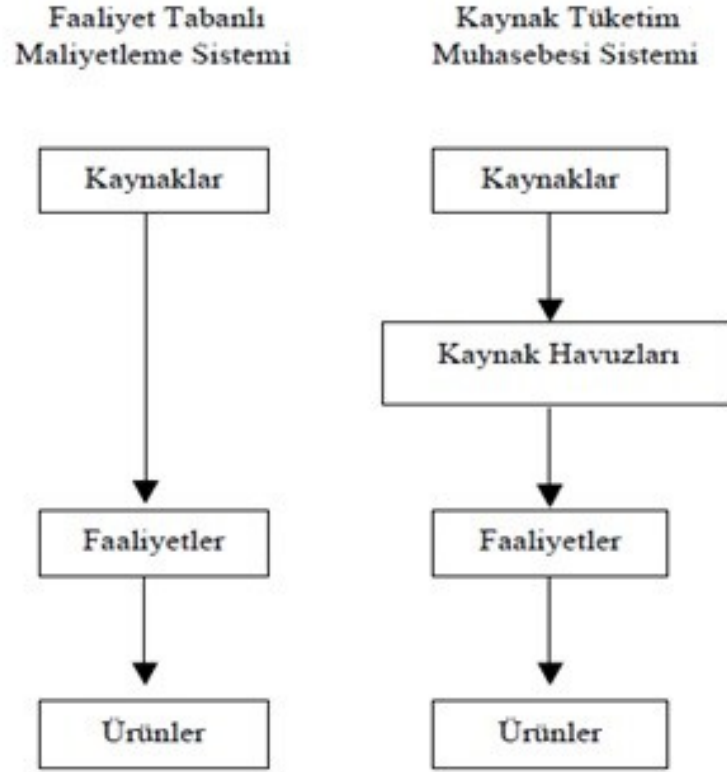 Faaliyet Tabanlı
Maliyetleme Sistemi
Kaynaklar
Faaliyetler
Ürünler
Kaynak Tüketim
Muhasebesi Sistemi
Kaynaklar
Kaynak Havuzları
Faaliyetler
Ürünler